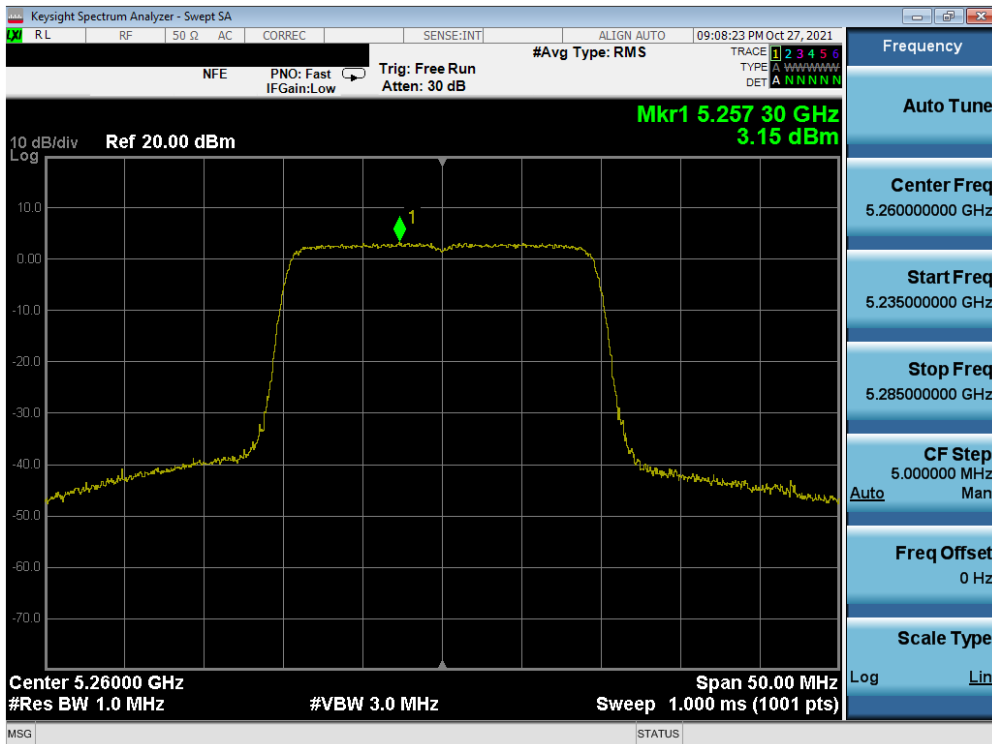 Keysight Spectrum Analyzer - Swept SA
LXI RL RF 50 Ω AC CORREC SENSE:INT ALIGN AUTO 09:08:23 PM Oct 27, 2021
NFE PNO: Fast IFGain:Low Trig: Free Run Atten: 30 dB #Avg Type: RMS
TRACE 1 2 3 4 5 6
TYPE A WWWWW
DET A N N N N N
Mkr1 5.257 30 GHz
3.15 dBm
10 dB/div Ref 20.00 dBm
Log
10.0
1
0.00
-10.0
-20.0
-30.0
-40.0
-50.0
-60.0
-70.0
Center 5.26000 GHz Span 50.00 MHz
#Res BW 1.0 MHz #VBW 3.0 MHz Sweep 1.000 ms (1001 pts)
MSG STATUS
Frequency
Auto Tune
Center Freq
5.260000000 GHz
Start Freq
5.235000000 GHz
Stop Freq
5.285000000 GHz
CF Step
5.000000 MHz
Auto Man
Freq Offset
0 Hz
Scale Type
Log Lin